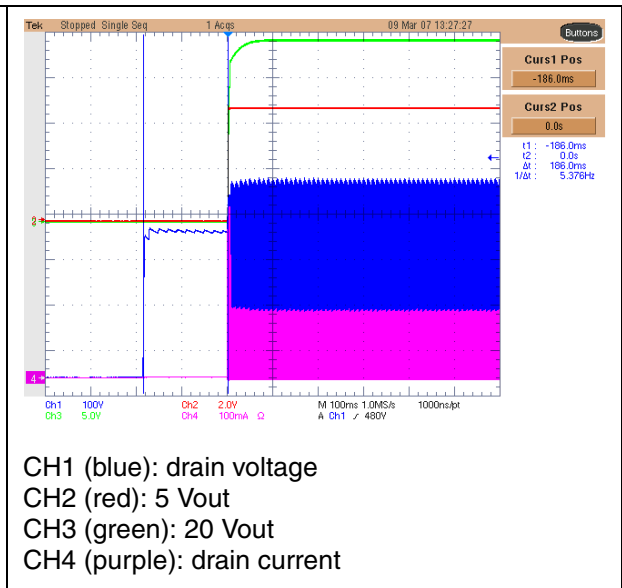 Tek Stopped Single Seq 1 Acqs 09 Mar 07 13:27:27
Buttons
Curs1 Pos
-186.0ms
Curs2 Pos
0.0s
t1 : -186.0ms
t2 : 0.0s
Δt : 186.0ms
1/Δt : 5.376Hz
2
4
Ch1 100V Ch2 2.0V M 100ms 1.0MS/s 1000ns/pt
Ch3 5.0V Ch4 100mA Ω A Ch1 ∕ 480V
CH1 (blue): drain voltage
CH2 (red): 5 Vout
CH3 (green): 20 Vout
CH4 (purple): drain current